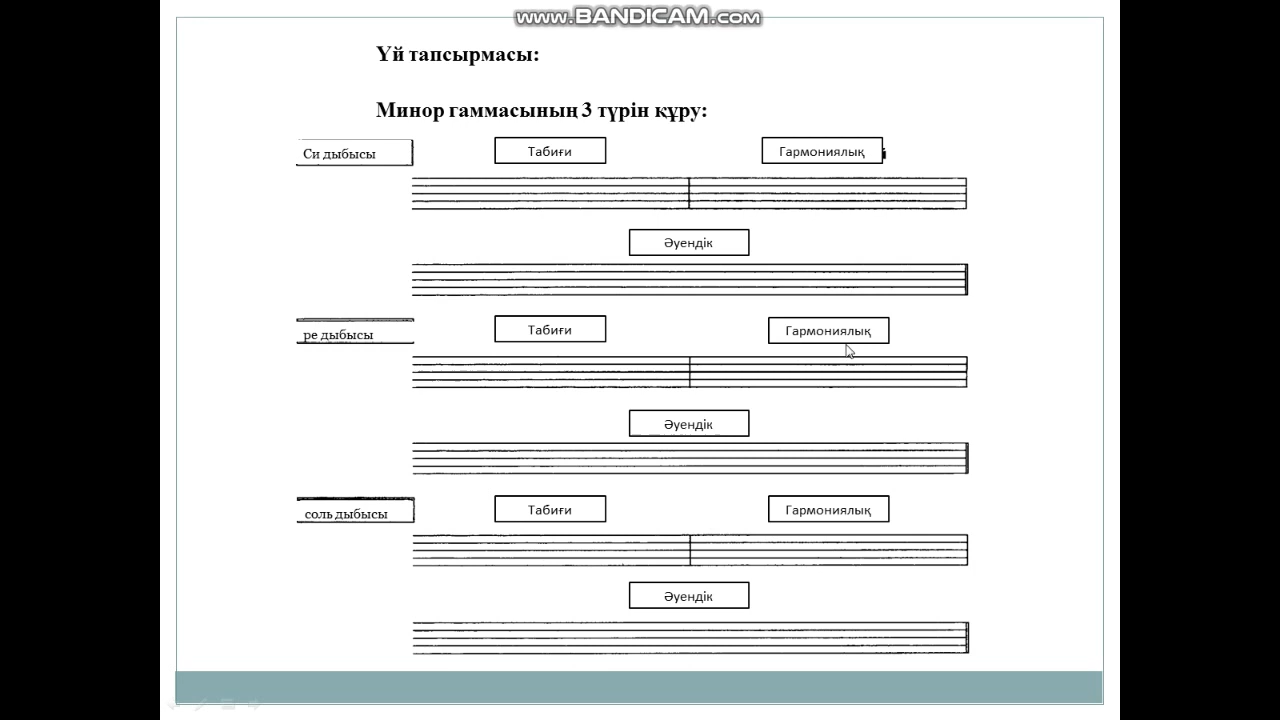 www.BANDICAM.com
Үй тапсырмасы:
Минор гаммасының 3 түрін құру:
Си дыбысы
Табиғи
Гармониялық
Әуендік
ре дыбысы
Табиғи
Гармониялық
Әуендік
соль дыбысы
Табиғи
Гармониялық
Әуендік